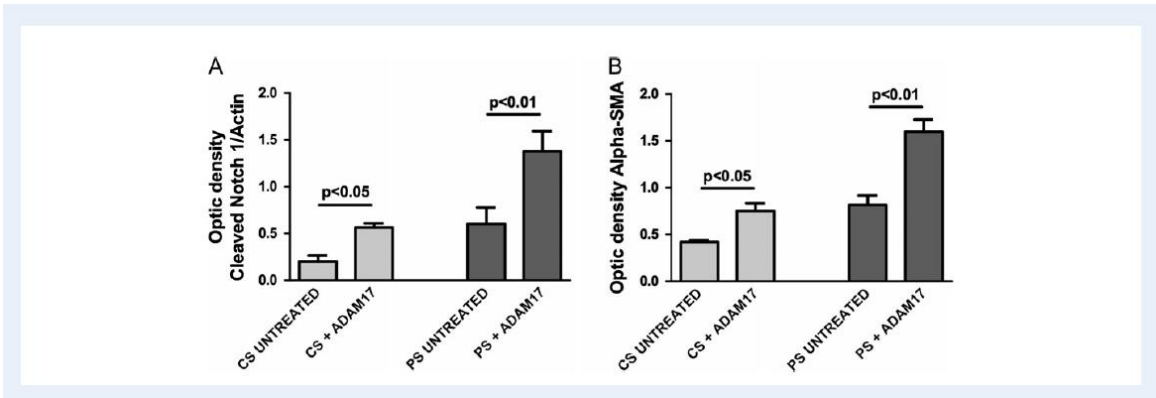 A
Optic density
Cleaved Notch 1/Actin
2.0
1.5
1.0
0.5
0.0
p<0.05
p<0.01
CS UNTREATED
CS + ADAM17
PS UNTREATED
PS + ADAM17
B
Optic density Alpha-SMA
2.0
1.5
1.0
0.5
0.0
p<0.05
p<0.01
CS UNTREATED
CS + ADAM17
PS UNTREATED
PS + ADAM17